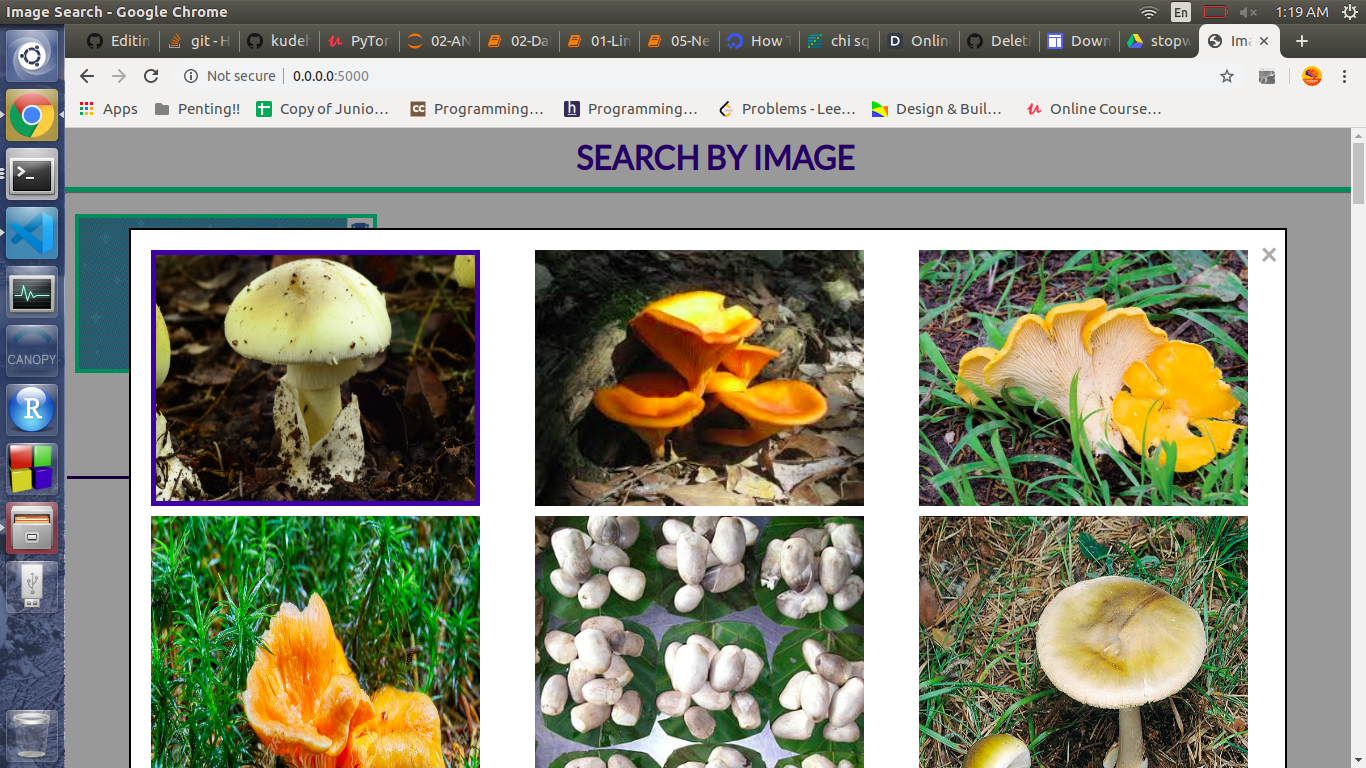 Image Search - Google Chrome
En
1:19 AM
Editin
git - H
kudeh
PyTor
02-AN
02-Da
01-Lin
05-Ne
How T
chi sq
Onlin
Delet
Down
stopw
Ima
Not secure
0.0.0.0:5000
Apps
Penting!!
Copy of Junio...
Programming...
Programming...
Problems - Lee...
Design & Buil...
Online Course...
SEARCH BY IMAGE
CANOPY